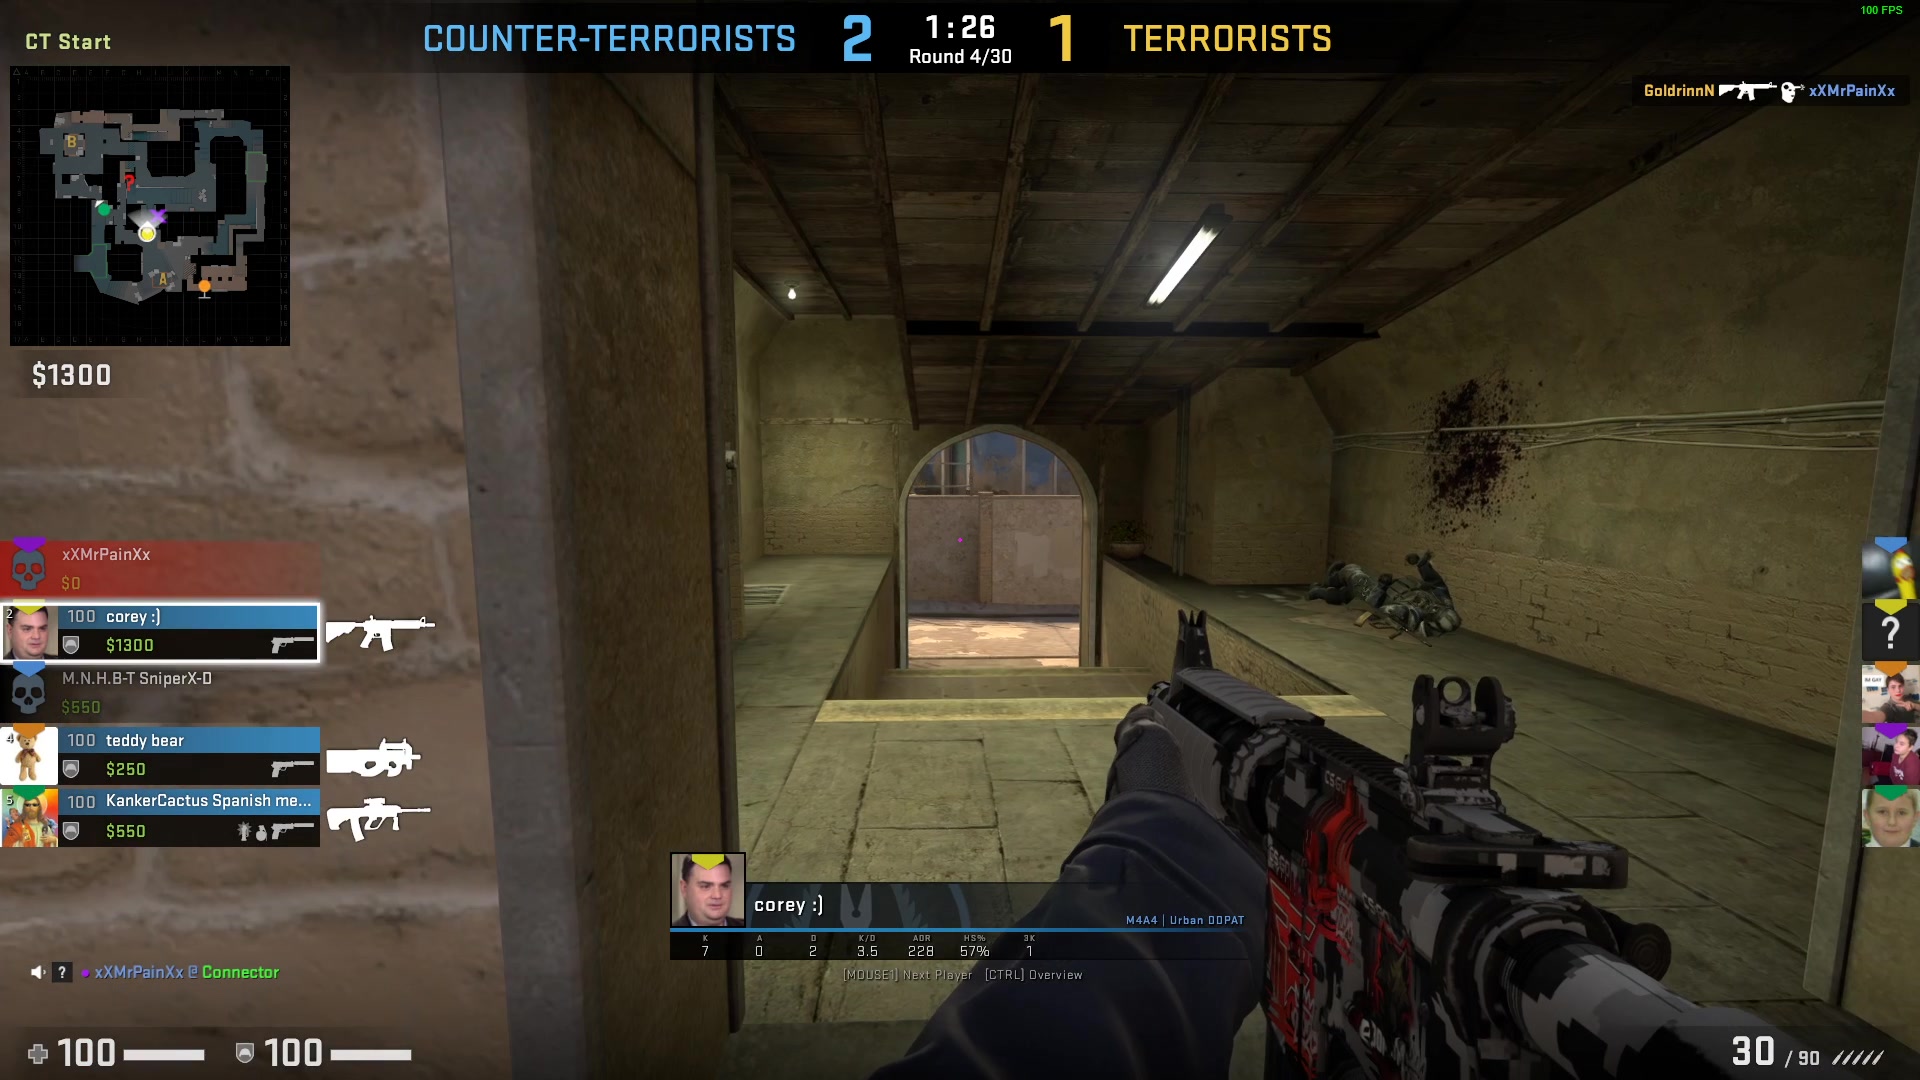 100 FPS
CT Start
COUNTER-TERRORISTS 2 1:26 1 TERRORISTS
Round 4/30
GoldrinnN xXMrPainXx
B
?
A
$1300
xXMrPainXx
$0
2 100 corey :)
$1300
M.N.H.B-T SniperX-D
$550
4 100 teddy bear
$250
5 100 KankerCactus Spanish me...
$550
?
corey :)
M4A4 | Urban DDPAT
K A D K/D ADR HS% 3K
7 0 2 3.5 228 57% 1
[MOUSE1] Next Player [CTRL] Overview
? xXMrPainXx @ Connector
100 100
30 / 90